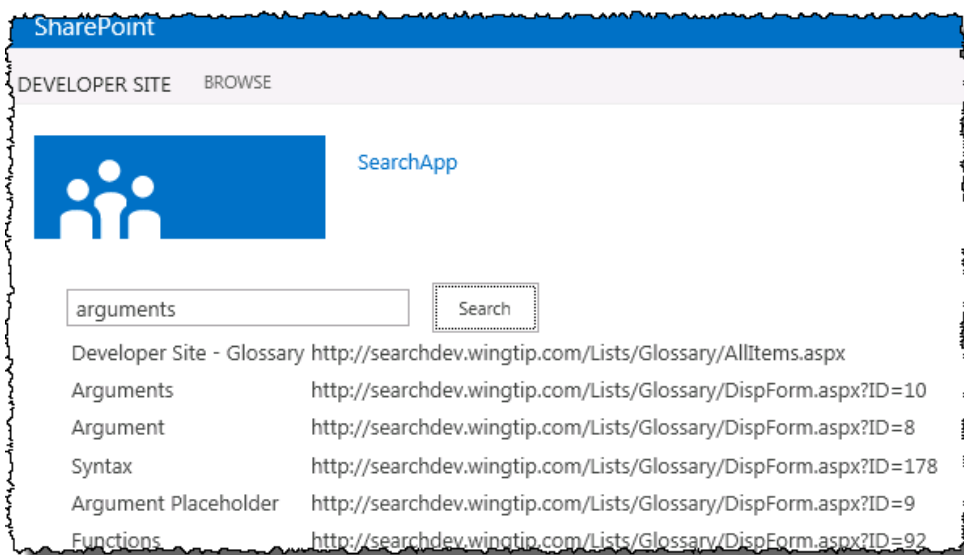 SharePoint
DEVELOPER SITE BROWSE
SearchApp
arguments Search
Developer Site - Glossary http://searchdev.wingtip.com/Lists/Glossary/AllItems.aspx
Arguments http://searchdev.wingtip.com/Lists/Glossary/DispForm.aspx?ID=10
Argument http://searchdev.wingtip.com/Lists/Glossary/DispForm.aspx?ID=8
Syntax http://searchdev.wingtip.com/Lists/Glossary/DispForm.aspx?ID=178
Argument Placeholder http://searchdev.wingtip.com/Lists/Glossary/DispForm.aspx?ID=9
Functions http://searchdev.wingtip.com/Lists/Glossary/DispForm.aspx?ID=92